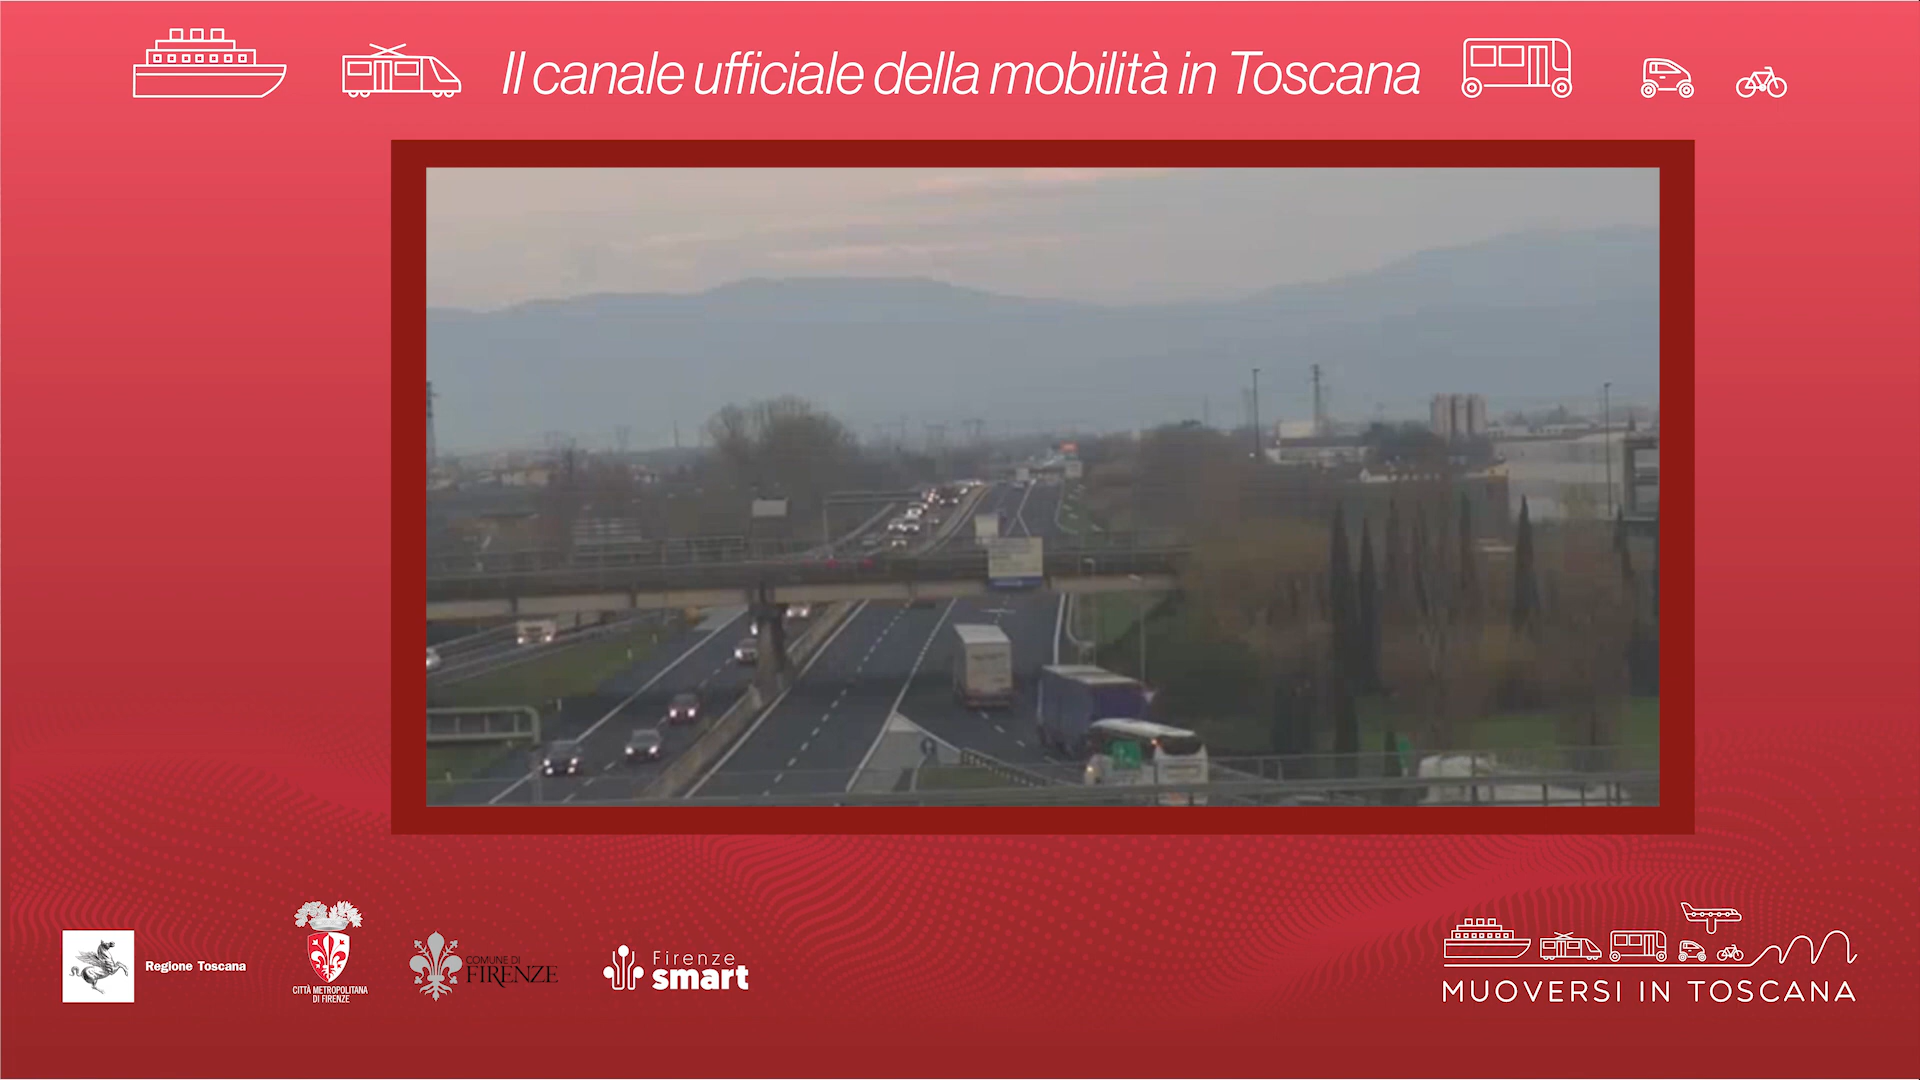 Il canale ufficiale della mobilità in Toscana
Regione Toscana
CITTÀ METROPOLITANA
DI FIRENZE
COMUNE DI
FIRENZE
Firenze
smart
MUOVERSI IN TOSCANA